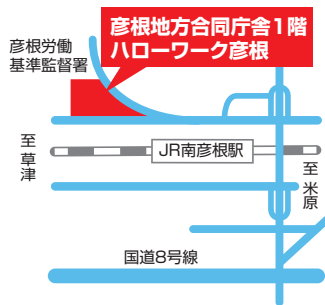 彦根地方合同庁舎1階
ハローワーク彦根
彦根労働
基準監督署
至草津
JR南彦根駅
至米原
国道8号線